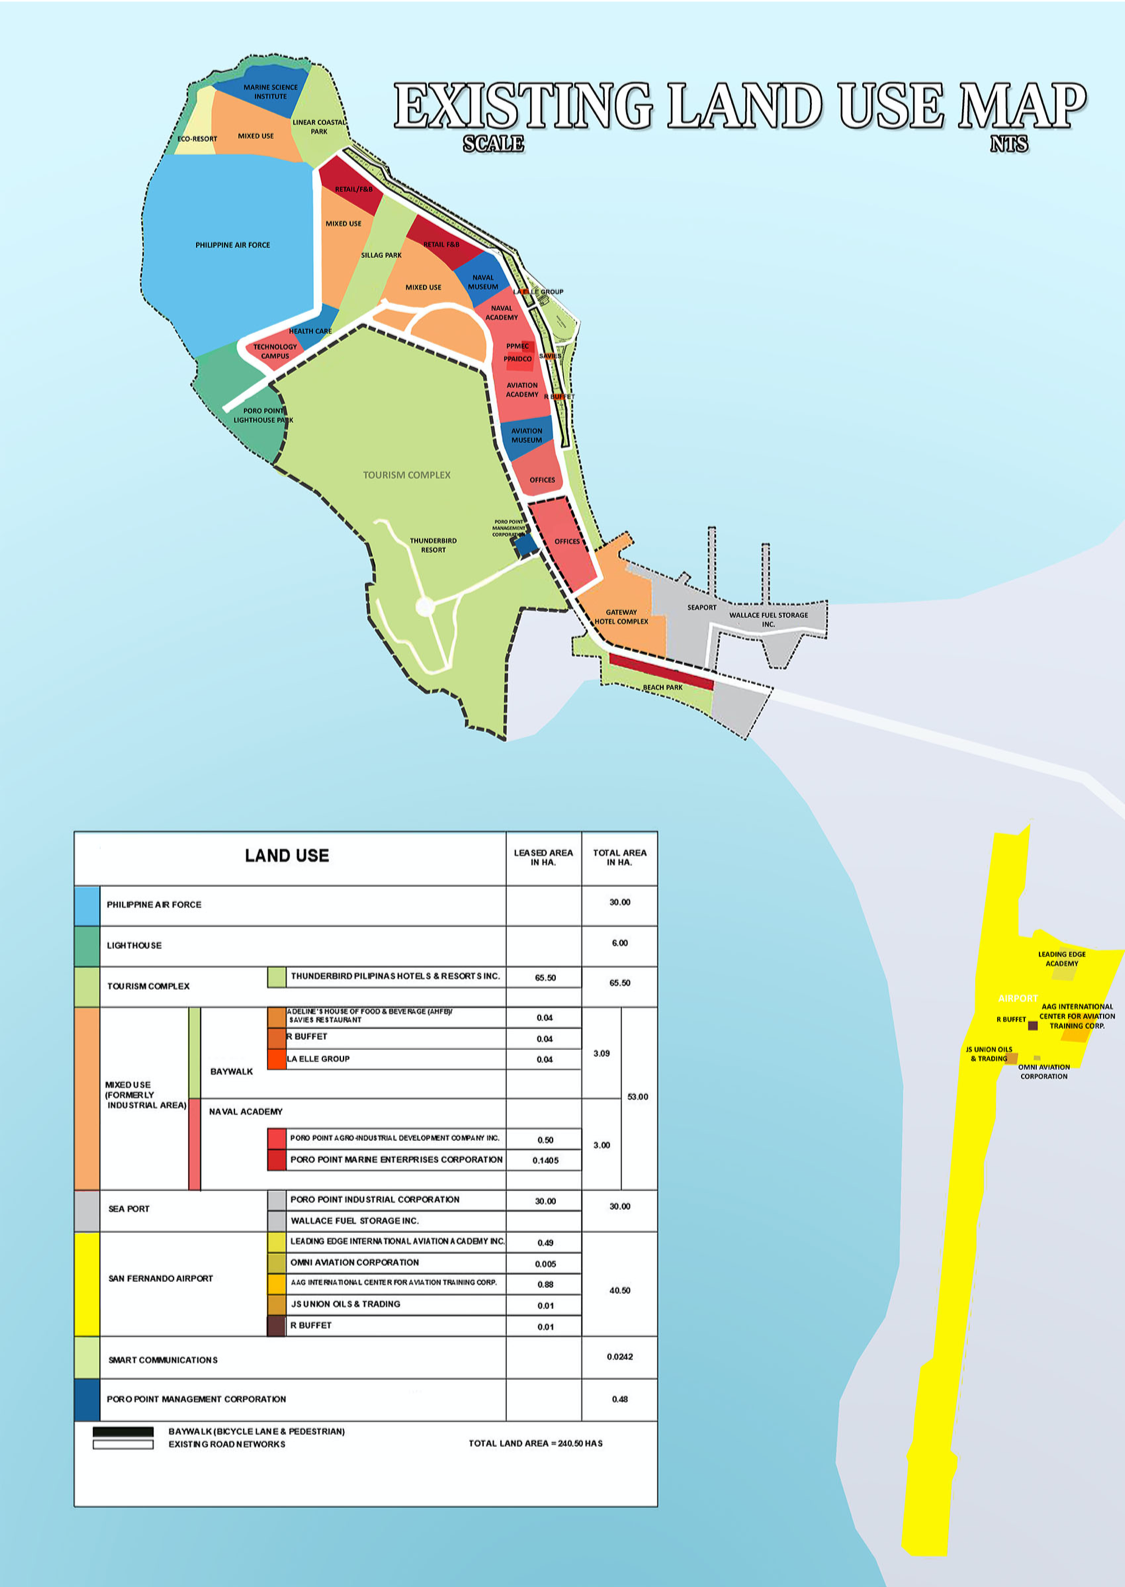 EXISTING LAND USE MAP
SCALE
NTS
MARINE SCIENCE
INSTITUTE
ECO-RESORT
MIXED USE
LINEAR COASTAL
PARK
RETAIL/F&B
MIXED USE
PHILIPPINE AIR FORCE
SILLAG PARK
RETAIL F&B
MIXED USE
NAVAL
MUSEUM
LA ELLE GROUP
NAVAL
ACADEMY
HEALTH CARE
TECHNOLOGY
CAMPUS
PPMEC
PPAIDCO
SAVIES
AVIATION
ACADEMY
R BUFFET
PORO POINT
LIGHTHOUSE PARK
AVIATION
MUSEUM
TOURISM COMPLEX
OFFICES
PORO POINT
MANAGEMENT
CORPORATION
THUNDERBIRD
RESORT
OFFICES
GATEWAY
HOTEL COMPLEX
SEAPORT
WALLACE FUEL STORAGE
INC.
BEACH PARK
LAND USE
LEASED AREA
IN HA.
TOTAL AREA
IN HA.
PHILIPPINE AIR FORCE
30.00
LIGHTHOUSE
6.00
TOURISM COMPLEX
THUNDERBIRD PILIPINAS HOTELS & RESORTS INC.
65.50
65.50
MIXED USE
(FORMERLY
INDUSTRIAL AREA)
BAYWALK
ADELINE'S HOUSE OF FOOD & BEVERAGE (AHFB)/
SAVIES RESTAURANT
0.04
R BUFFET
0.04
LA ELLE GROUP
0.04
3.09
53.00
NAVAL ACADEMY
PORO POINT AGRO-INDUSTRIAL DEVELOPMENT COMPANY INC.
0.50
PORO POINT MARINE ENTERPRISES CORPORATION
0.1405
3.00
SEA PORT
PORO POINT INDUSTRIAL CORPORATION
30.00
WALLACE FUEL STORAGE INC.
30.00
SAN FERNANDO AIRPORT
LEADING EDGE INTERNATIONAL AVIATION ACADEMY INC.
0.49
OMNI AVIATION CORPORATION
0.005
AAG INTERNATIONAL CENTER FOR AVIATION TRAINING CORP.
0.88
JS UNION OILS & TRADING
0.01
R BUFFET
0.01
40.50
SMART COMMUNICATIONS
0.0242
PORO POINT MANAGEMENT CORPORATION
0.48
BAYWALK (BICYCLE LANE & PEDESTRIAN)
EXISTING ROAD NETWORKS
TOTAL LAND AREA = 240.50 HAS
LEADING EDGE
ACADEMY
AIRPORT
R BUFFET
AAG INTERNATIONAL
CENTER FOR AVIATION
TRAINING CORP.
JS UNION OILS
& TRADING
OMNI AVIATION
CORPORATION